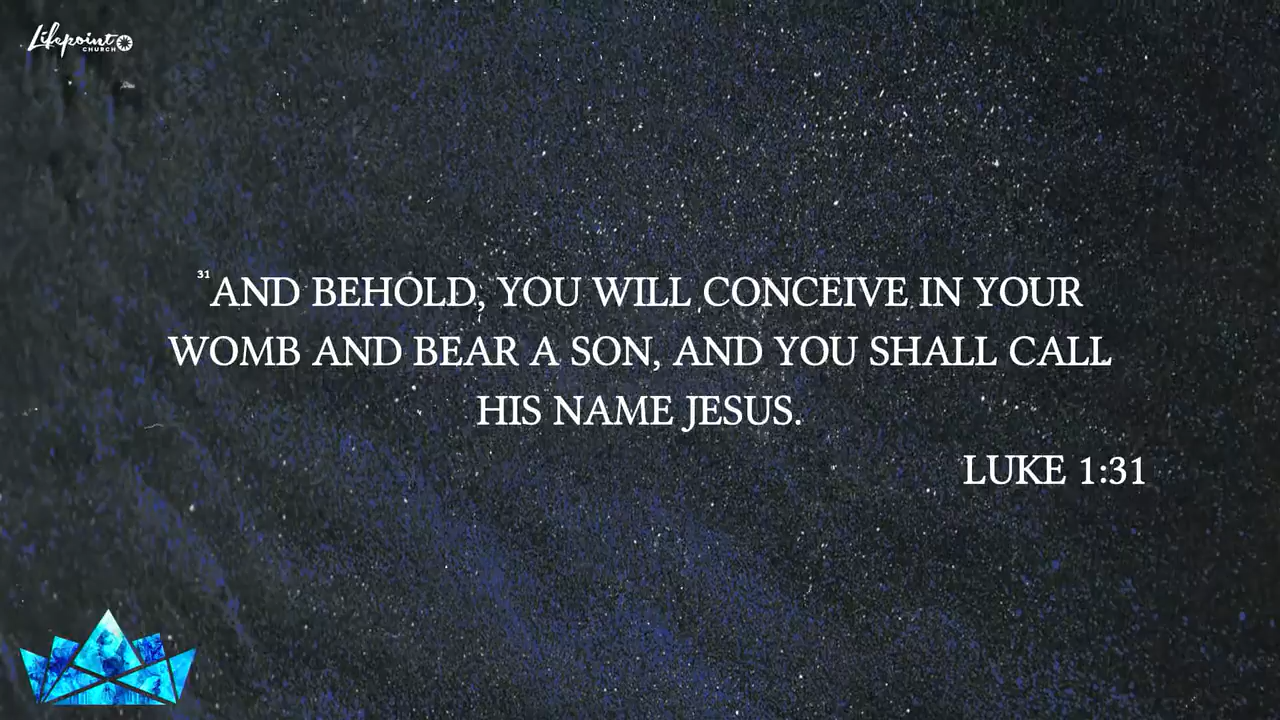 Lifepoint
CHURCH
31 AND BEHOLD, YOU WILL CONCEIVE IN YOUR
WOMB AND BEAR A SON, AND YOU SHALL CALL
HIS NAME JESUS.
LUKE 1:31